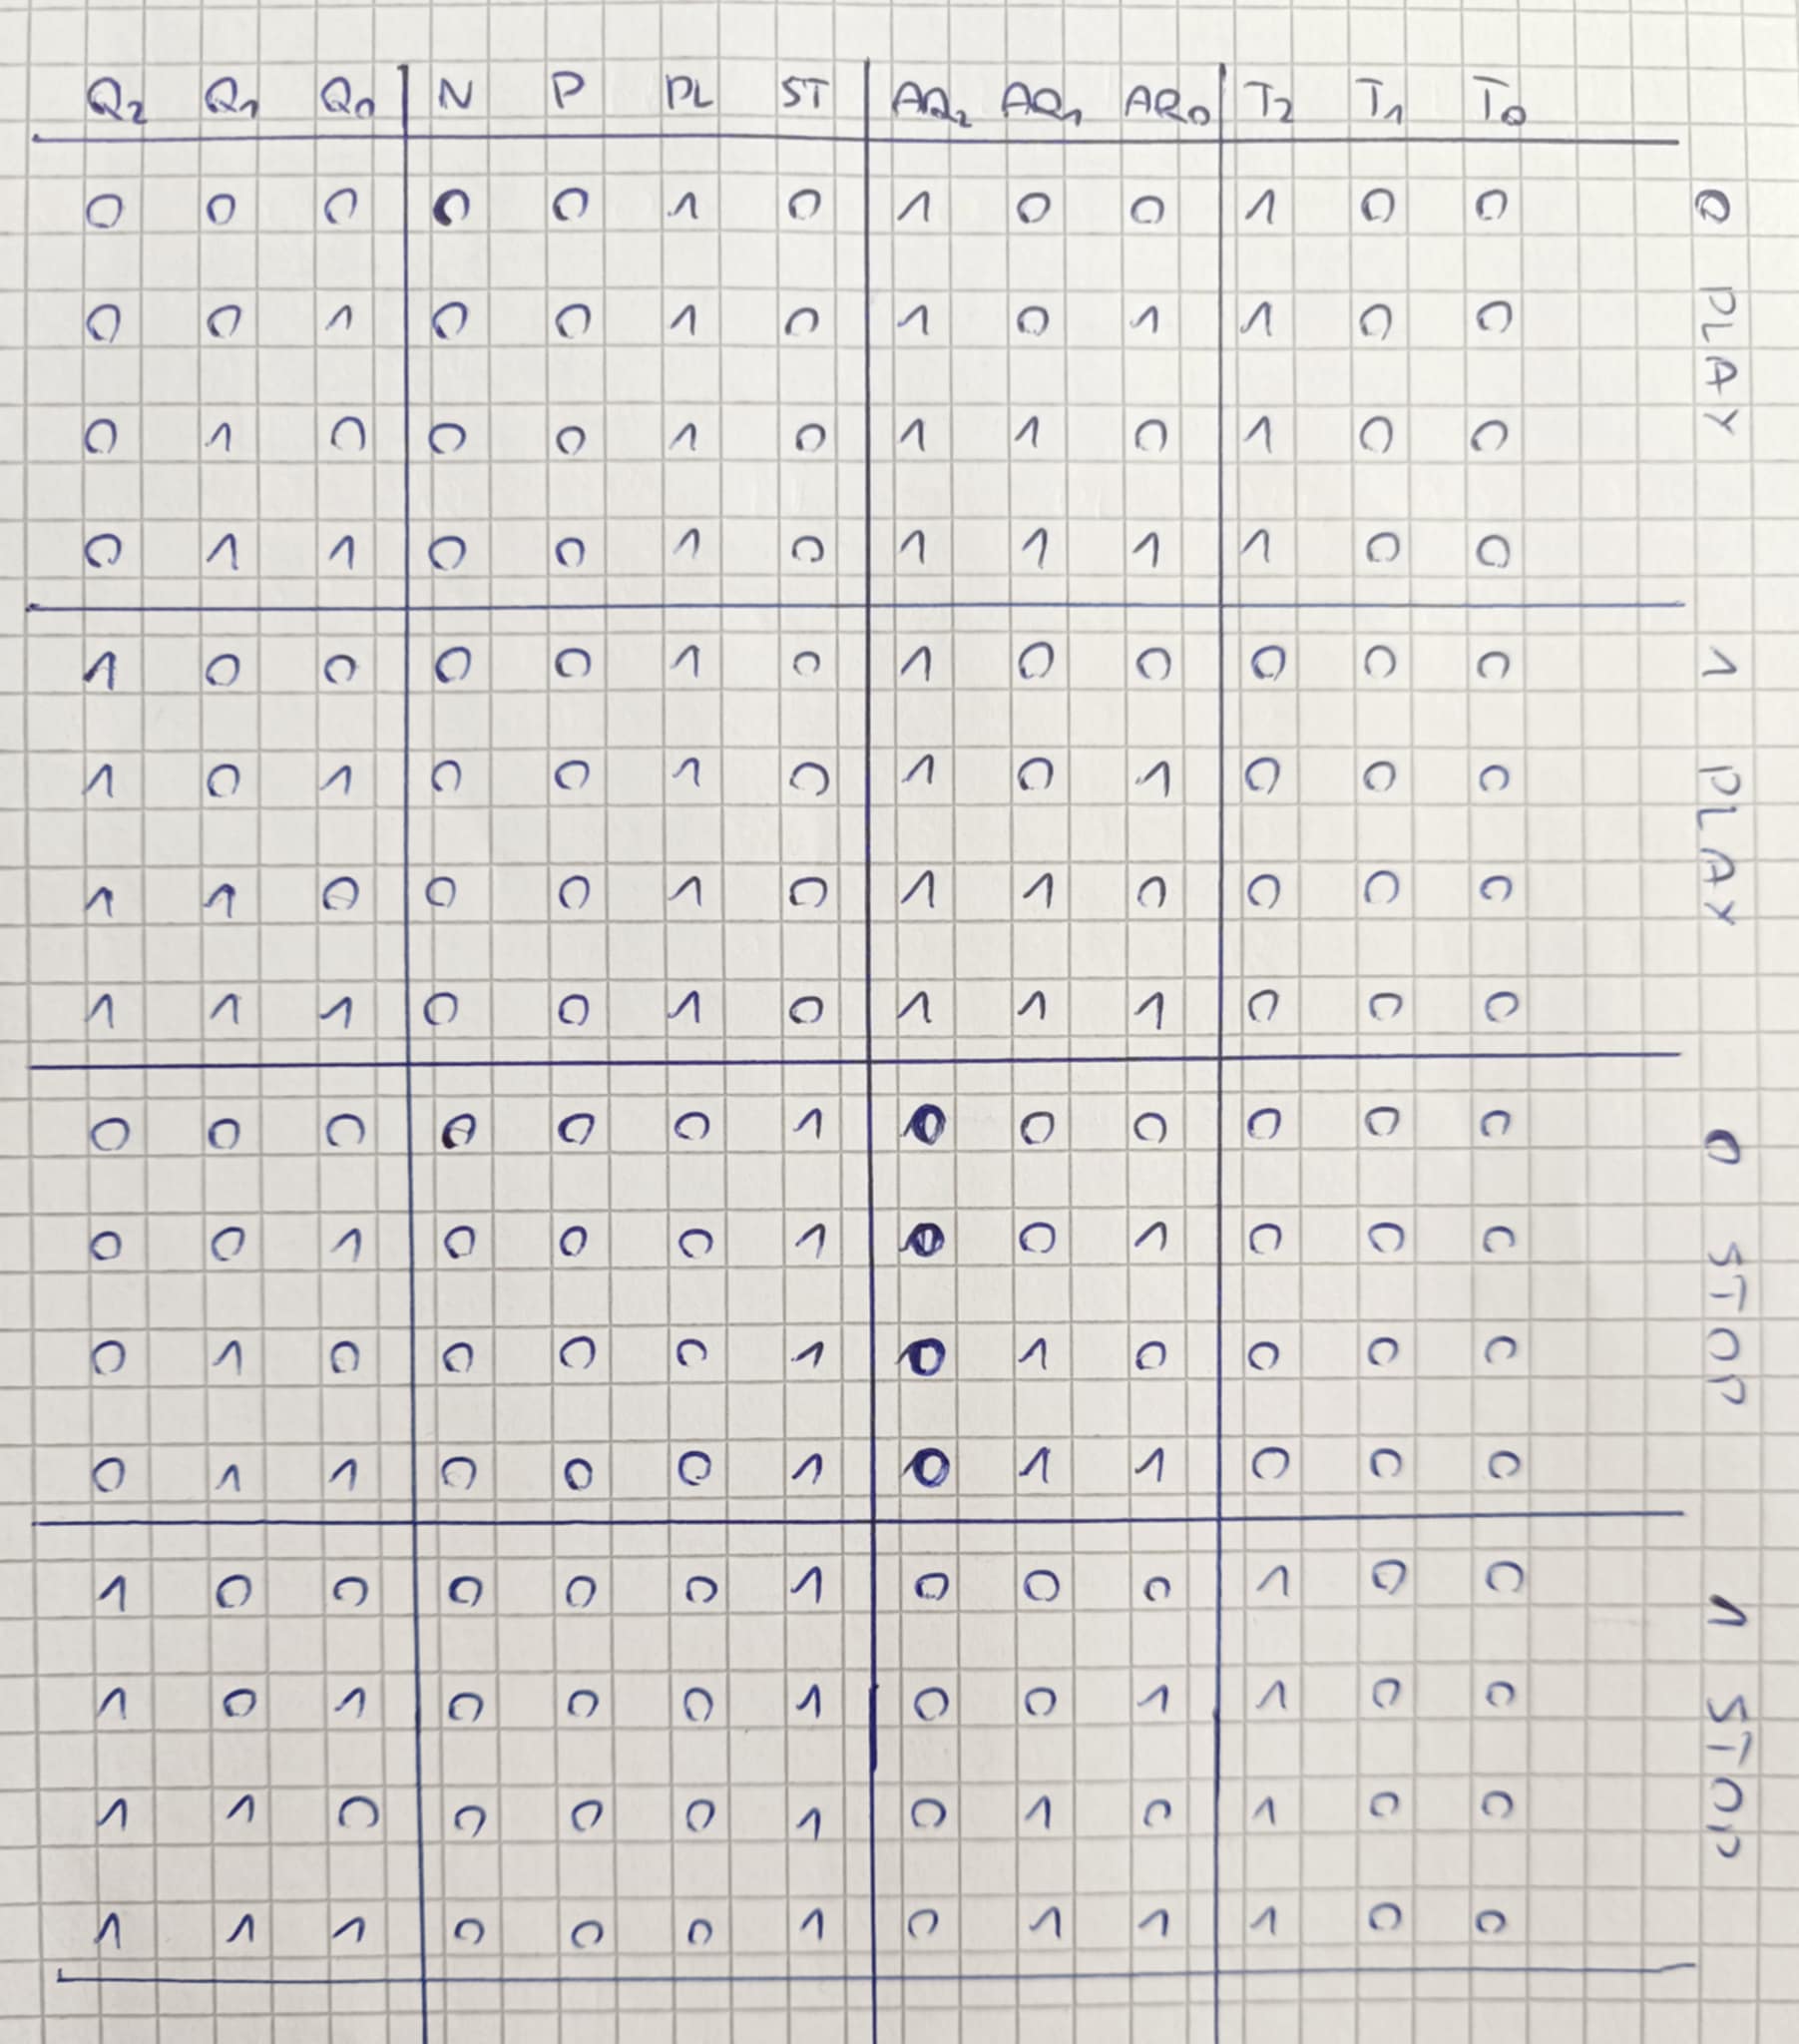 Q2 Q1 Q0 N P PL ST AQ2 AQ1 AQ0 T2 T1 T0
0 0 0 0 0 1 0 1 0 0 1 0 0
0 0 1 0 0 1 0 1 0 1 1 0 0
0 1 0 0 0 1 0 1 1 0 1 0 0
0 1 1 0 0 1 0 1 1 1 1 0 0
0 PLAY
1 0 0 0 0 1 0 1 0 0 0 0 0
1 0 1 0 0 1 0 1 0 1 0 0 0
1 1 0 0 0 1 0 1 1 0 0 0 0
1 1 1 0 0 1 0 1 1 1 0 0 0
1 PLAY
0 0 0 0 0 0 1 0 0 0 0 0 0
0 0 1 0 0 0 1 0 0 1 0 0 0
0 1 0 0 0 0 1 0 1 0 0 0 0
0 1 1 0 0 0 1 0 1 1 0 0 0
0 STOP
1 0 0 0 0 0 1 0 0 0 1 0 0
1 0 1 0 0 0 1 0 0 1 1 0 0
1 1 0 0 0 0 1 0 1 0 1 0 0
1 1 1 0 0 0 1 0 1 1 1 0 0
1 STOP